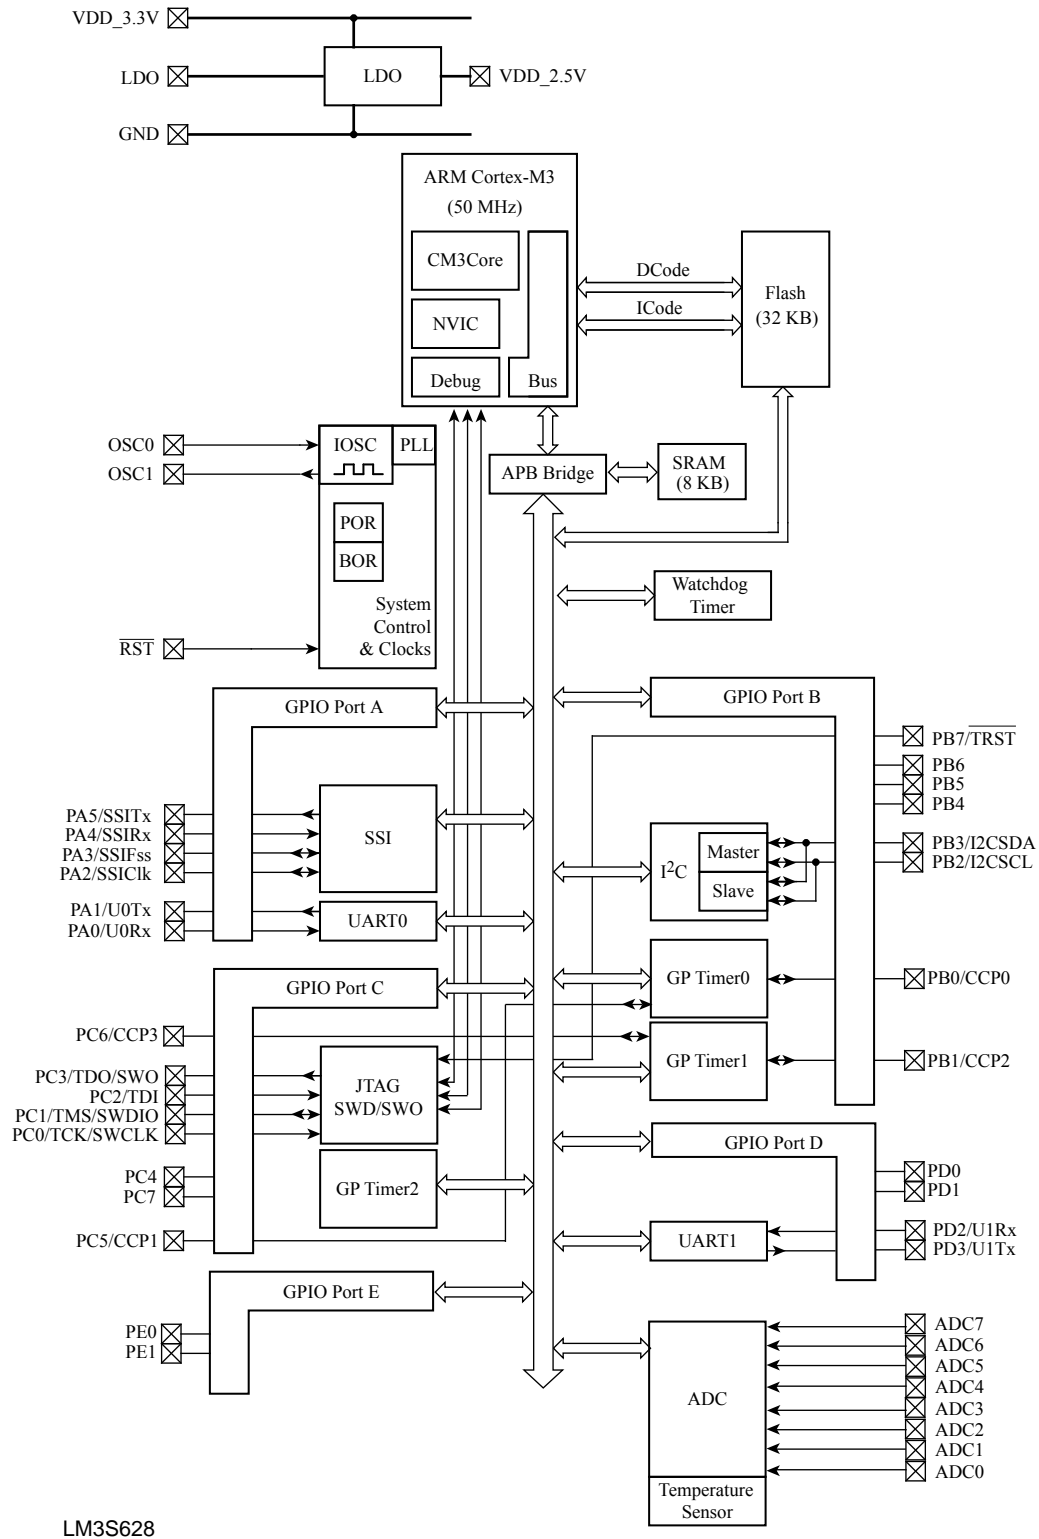 VDD_3.3V
LDO
LDO
VDD_2.5V
GND
ARM Cortex-M3
(50 MHz)
CM3Core
NVIC
Debug
Bus
DCode
ICode
Flash
(32 KB)
OSC0
OSC1
IOSC
PLL
POR
BOR
System
Control
& Clocks
RST
APB Bridge
SRAM
(8 KB)
Watchdog
Timer
GPIO Port A
PA5/SSITx
PA4/SSIRx
PA3/SSIFss
PA2/SSIClk
SSI
PA1/U0Tx
PA0/U0Rx
UART0
GPIO Port B
PB7/TRST
PB6
PB5
PB4
PB3/I2CSDA
PB2/I2CSCL
I²C
Master
Slave
GP Timer0
PB0/CCP0
GP Timer1
PB1/CCP2
GPIO Port C
PC6/CCP3
PC3/TDO/SWO
PC2/TDI
PC1/TMS/SWDIO
PC0/TCK/SWCLK
JTAG
SWD/SWO
PC4
PC7
GP Timer2
PC5/CCP1
GPIO Port D
PD0
PD1
UART1
PD2/U1Rx
PD3/U1Tx
GPIO Port E
PE0
PE1
ADC
Temperature
Sensor
ADC7
ADC6
ADC5
ADC4
ADC3
ADC2
ADC1
ADC0
LM3S628